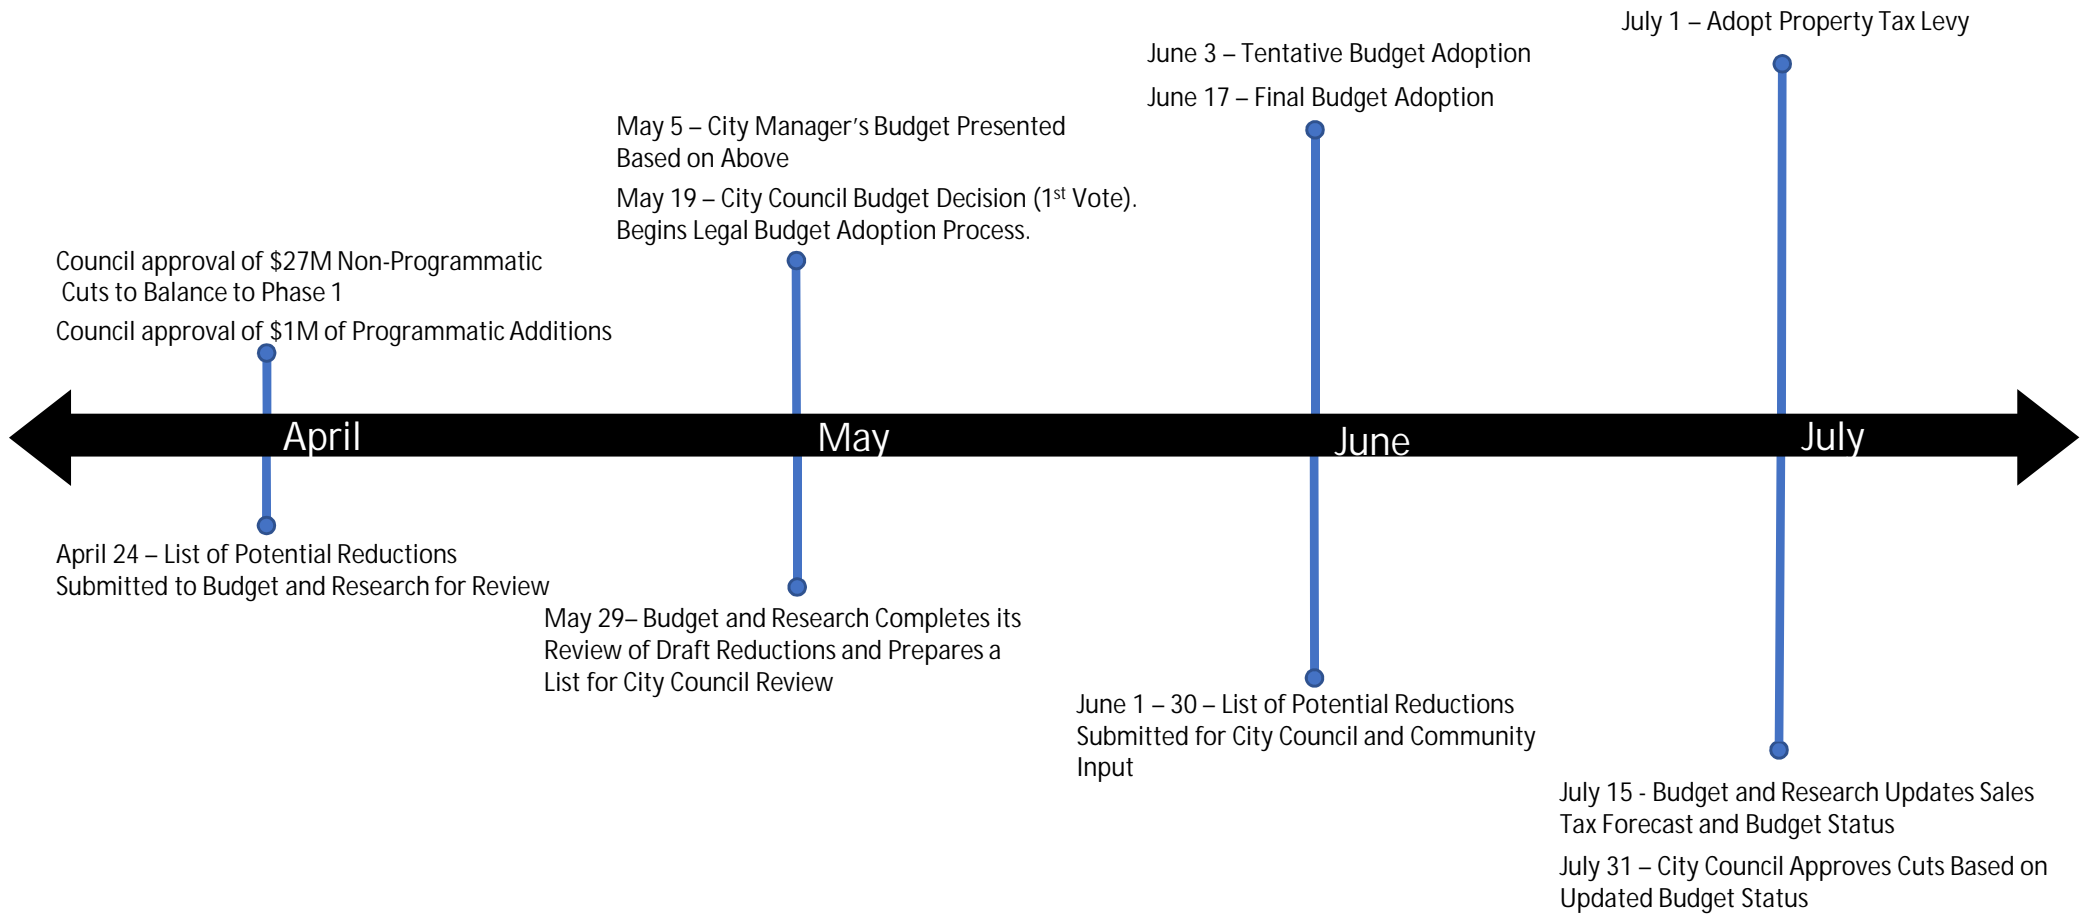 July 1 – Adopt Property Tax Levy
June 3 – Tentative Budget Adoption
June 17 – Final Budget Adoption
May 5 – City Manager's Budget Presented
Based on Above
May 19 – City Council Budget Decision (1st Vote).
Begins Legal Budget Adoption Process.
Council approval of $27M Non-Programmatic
Cuts to Balance to Phase 1
Council approval of $1M of Programmatic Additions
April
May
June
July
April 24 – List of Potential Reductions
Submitted to Budget and Research for Review
May 29– Budget and Research Completes its
Review of Draft Reductions and Prepares a
List for City Council Review
June 1 – 30 – List of Potential Reductions
Submitted for City Council and Community
Input
July 15 - Budget and Research Updates Sales
Tax Forecast and Budget Status
July 31 – City Council Approves Cuts Based on
Updated Budget Status